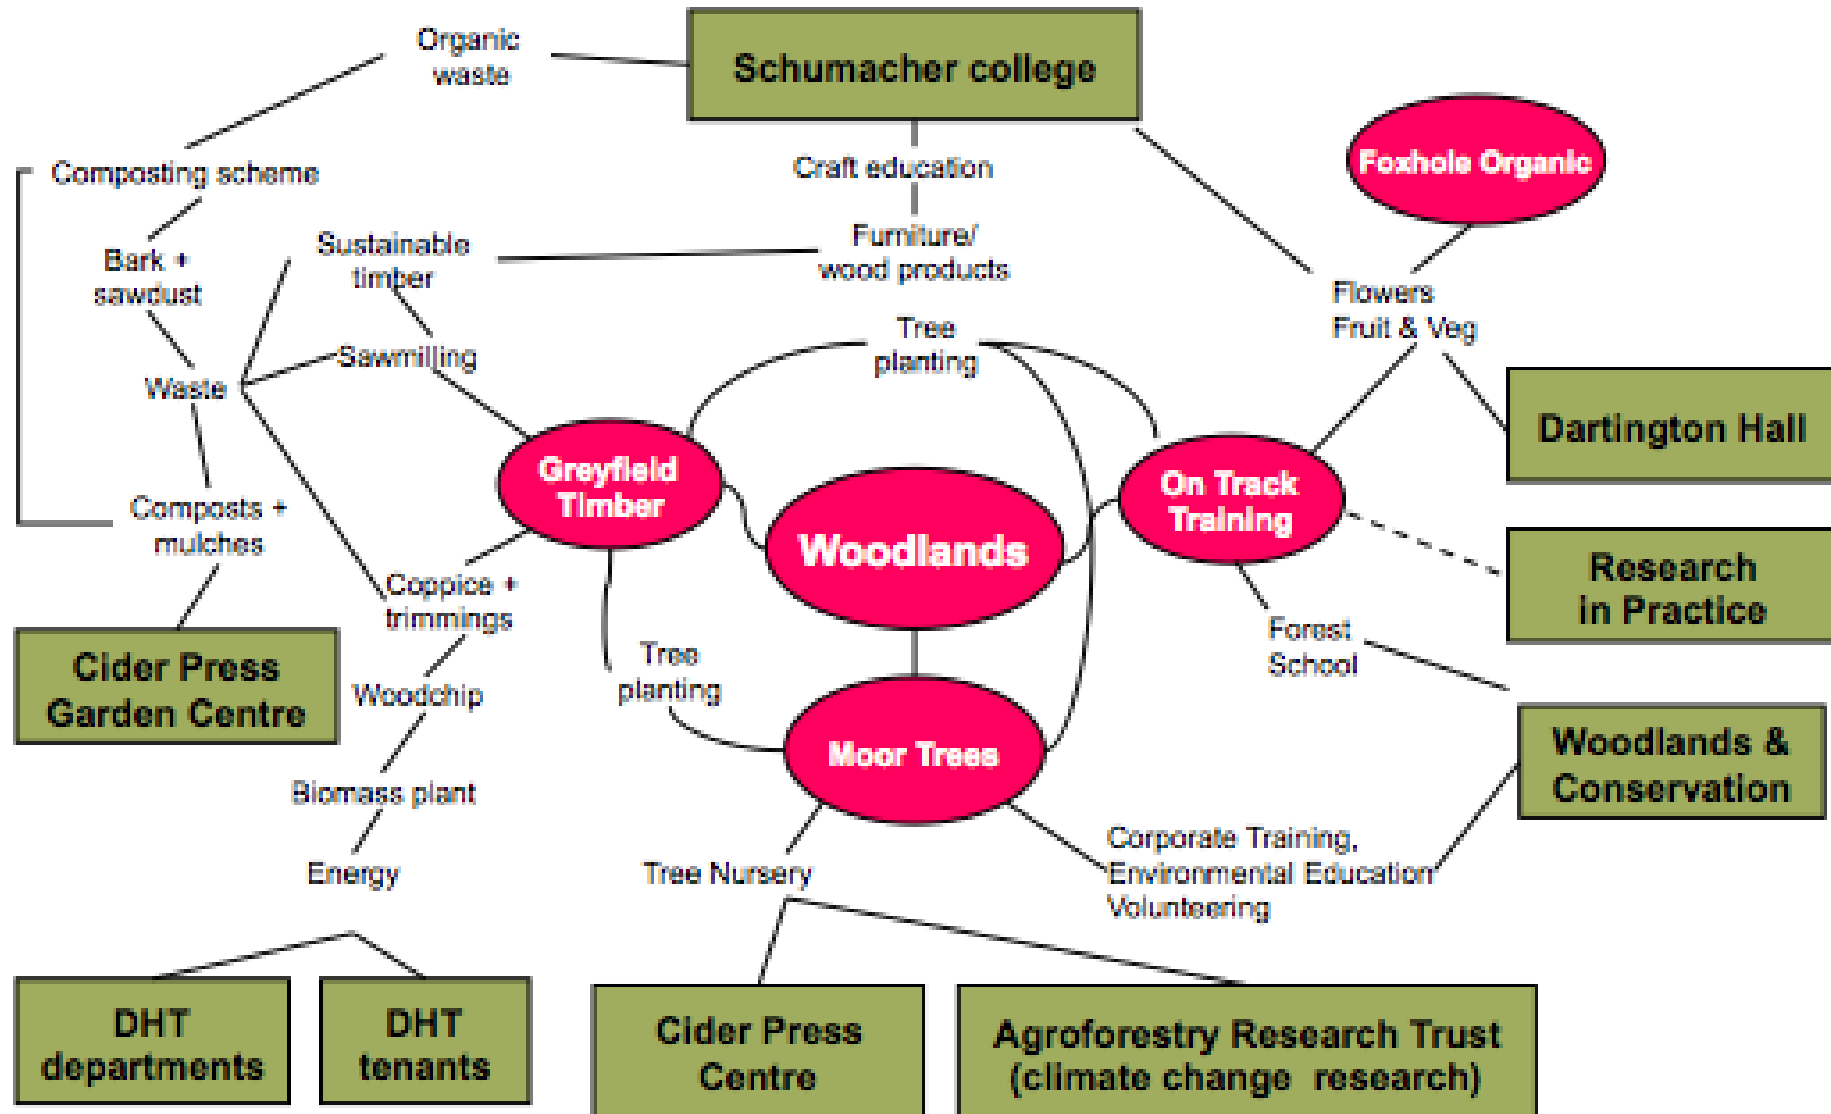 Organic
waste
Schumacher college
Foxhole Organic
Composting scheme
Craft education
Bark +
sawdust
Sustainable
timber
Furniture/
wood products
Flowers
Fruit & Veg
Tree
planting
Sawmilling
Waste
Dartington Hall
Greyfield
Timber
Woodlands
On Track
Training
Composts +
mulches
Research
in Practice
Coppice +
trimmings
Forest
School
Cider Press
Garden Centre
Woodchip
Tree
planting
Moor Trees
Woodlands &
Conservation
Biomass plant
Energy
Tree Nursery
Corporate Training,
Environmental Education
Volunteering
DHT
departments
DHT
tenants
Cider Press
Centre
Agroforestry Research Trust
(climate change research)